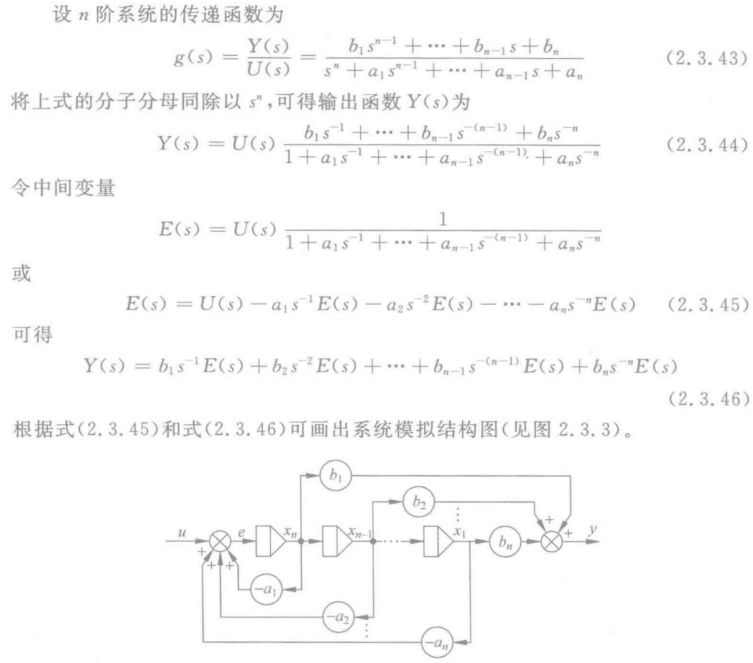 设 n 阶系统的传递函数为
g(s) = Y(s)/U(s) = (b₁sⁿ⁻¹ + ⋯ + bₙ₋₁s + bₙ)/(sⁿ + a₁sⁿ⁻¹ + ⋯ + aₙ₋₁s + aₙ) (2.3.43)
将上式的分子分母同除以 sⁿ,可得输出函数 Y(s)为
Y(s) = U(s) (b₁s⁻¹ + ⋯ + bₙ₋₁s⁻⁽ⁿ⁻¹⁾ + bₙs⁻ⁿ)/(1 + a₁s⁻¹ + ⋯ + aₙ₋₁s⁻⁽ⁿ⁻¹⁾ + aₙs⁻ⁿ) (2.3.44)
令中间变量
E(s) = U(s) 1/(1 + a₁s⁻¹ + ⋯ + aₙ₋₁s⁻⁽ⁿ⁻¹⁾ + aₙs⁻ⁿ)
或
E(s) = U(s) − a₁s⁻¹E(s) − a₂s⁻²E(s) − ⋯ − aₙs⁻ⁿE(s) (2.3.45)
可得
Y(s) = b₁s⁻¹E(s) + b₂s⁻²E(s) + ⋯ + bₙ₋₁s⁻⁽ⁿ⁻¹⁾E(s) + bₙs⁻ⁿE(s)
(2.3.46)
根据式(2.3.45)和式(2.3.46)可画出系统模拟结构图(见图 2.3.3)。
b₁
b₂
⋮
+ +
u e xₙ xₙ₋₁ ⋯ x₁ bₙ y
+ + + +
−a₁
−a₂
⋮
−aₙ